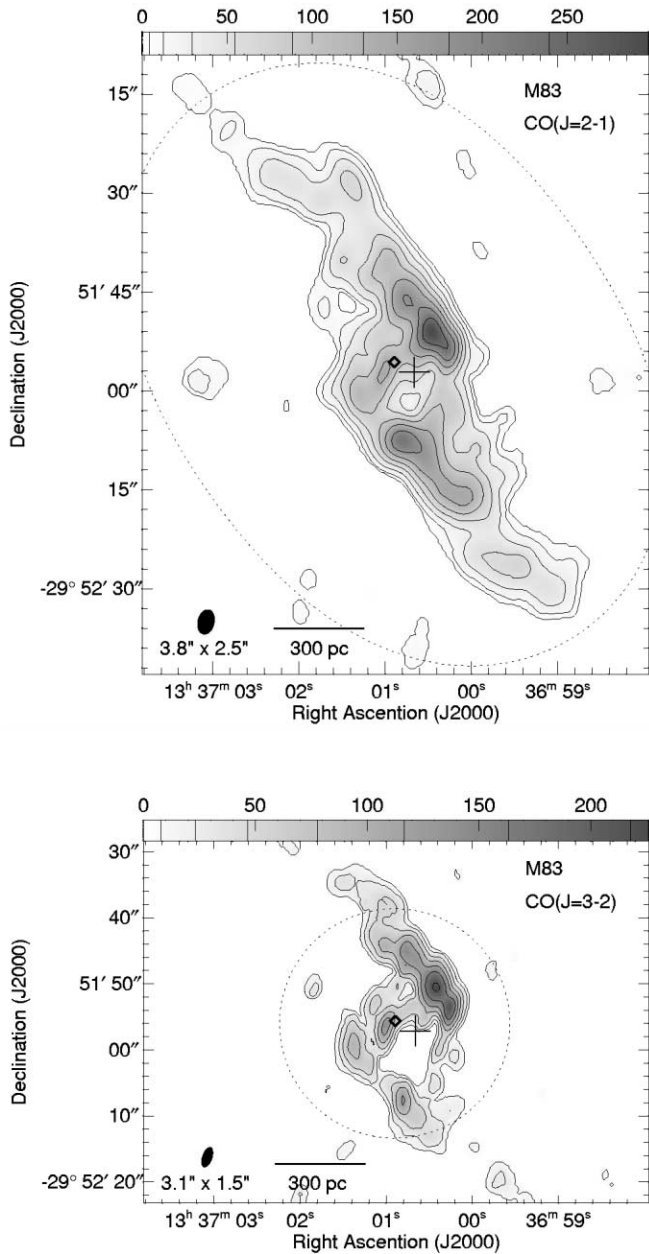 0 50 100 150 200 250
M83
CO(J=2-1)
15″
30″
51′ 45″
00″
15″
-29° 52′ 30″
Declination (J2000)
3.8" x 2.5"
300 pc
13ʰ 37ᵐ 03ˢ 02ˢ 01ˢ 00ˢ 36ᵐ 59ˢ
Right Ascention (J2000)
0 50 100 150 200
M83
CO(J=3-2)
30″
40″
51′ 50″
00″
10″
-29° 52′ 20″
Declination (J2000)
3.1" x 1.5"
300 pc
13ʰ 37ᵐ 03ˢ 02ˢ 01ˢ 00ˢ 36ᵐ 59ˢ
Right Ascention (J2000)